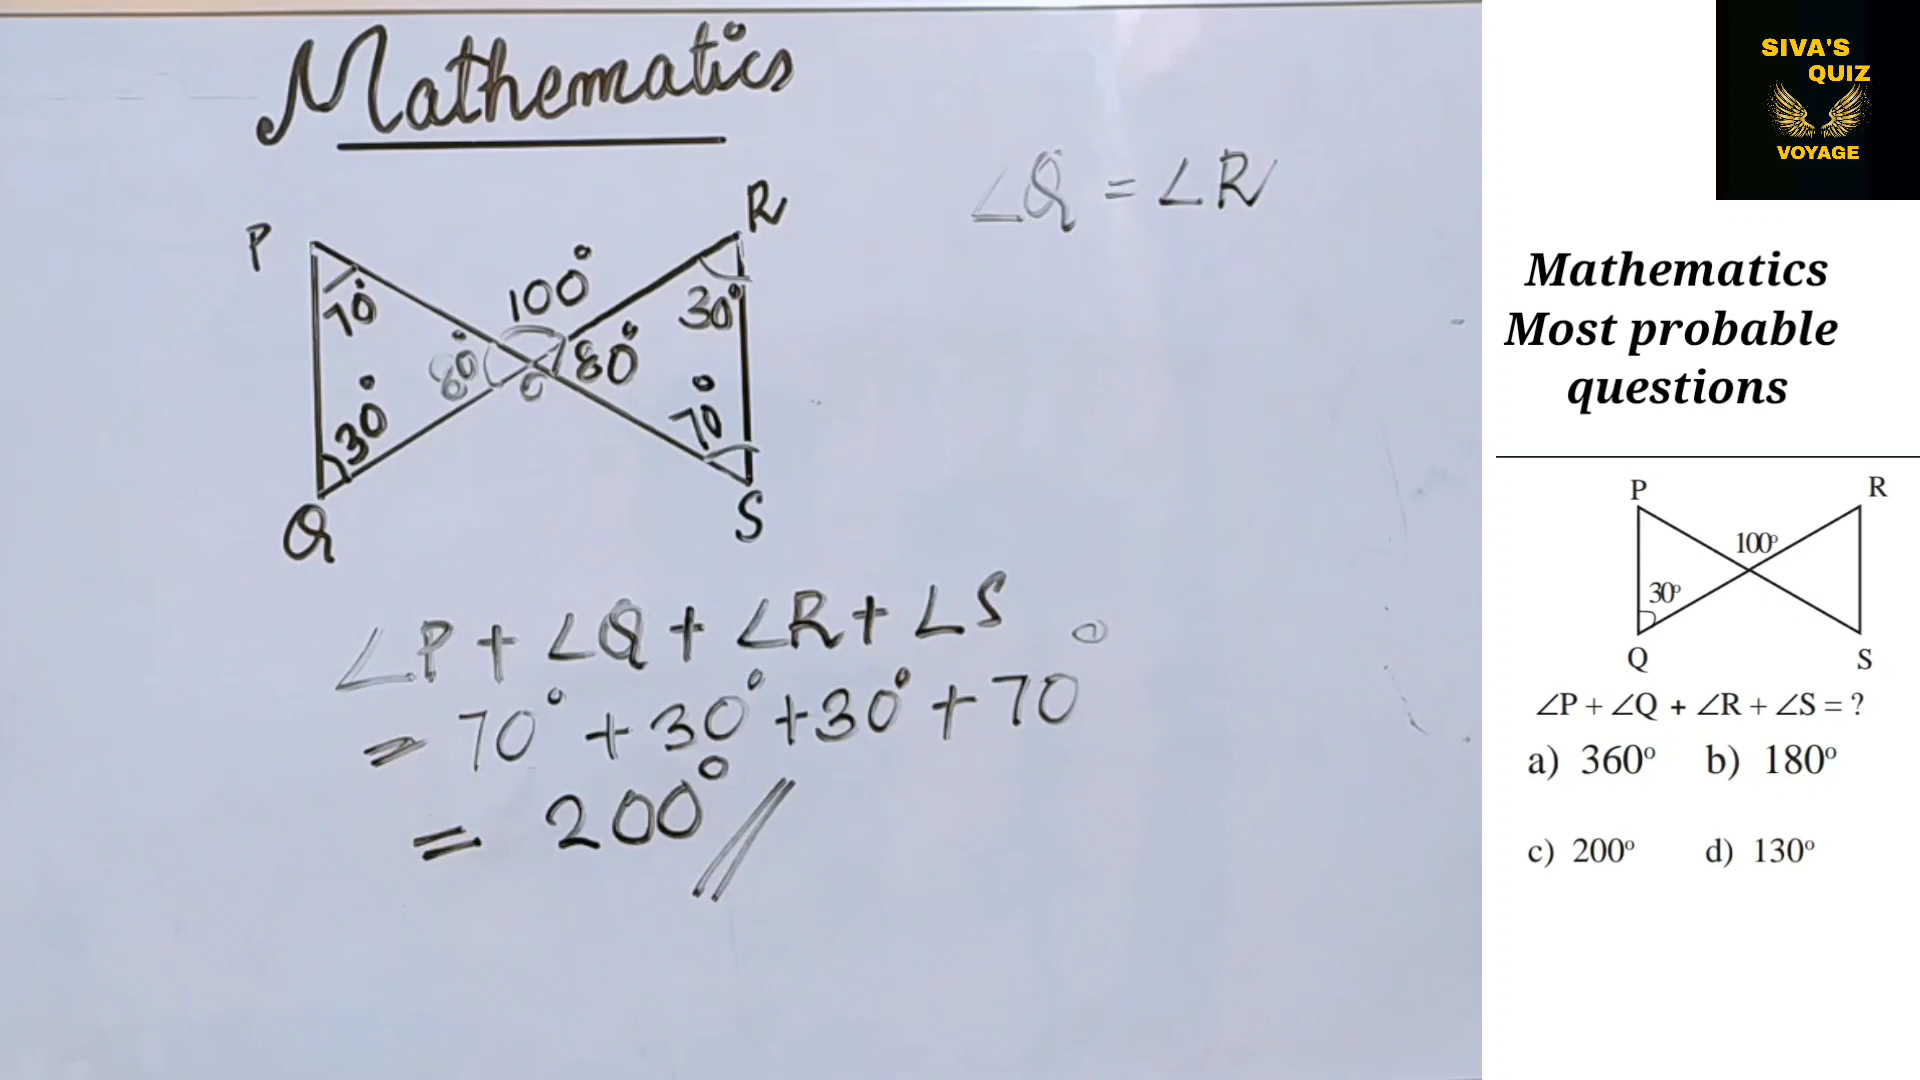 Mathematics
∠Q = ∠R
P
R
100°
70°
30°
80°
80°
O
30°
70°
Q
S
∠P + ∠Q + ∠R + ∠S
= 70° + 30° + 30° + 70°
= 200°
SIVA'S
QUIZ
VOYAGE
Mathematics
Most probable
questions
P
R
100°
30°
Q
S
∠P + ∠Q + ∠R + ∠S = ?
a) 360° b) 180°
c) 200° d) 130°